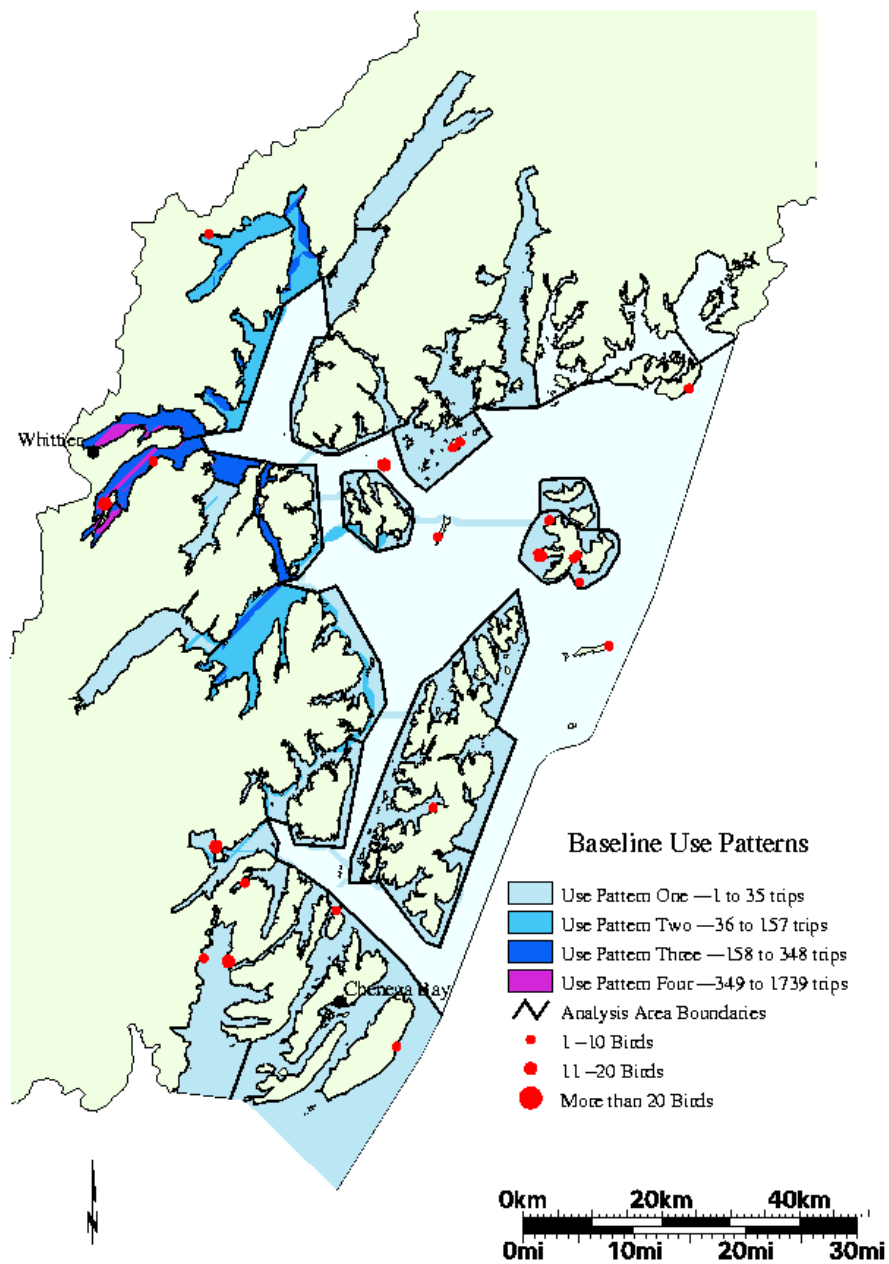 Whittier
Chenega Bay
Baseline Use Patterns
Use Pattern One —1 to 35 trips
Use Pattern Two —36 to 157 trips
Use Pattern Three —158 to 348 trips
Use Pattern Four —349 to 1739 trips
Analysis Area Boundaries
1 –10 Birds
11 –20 Birds
More than 20 Birds
N
0km 20km 40km
0mi 10mi 20mi 30mi